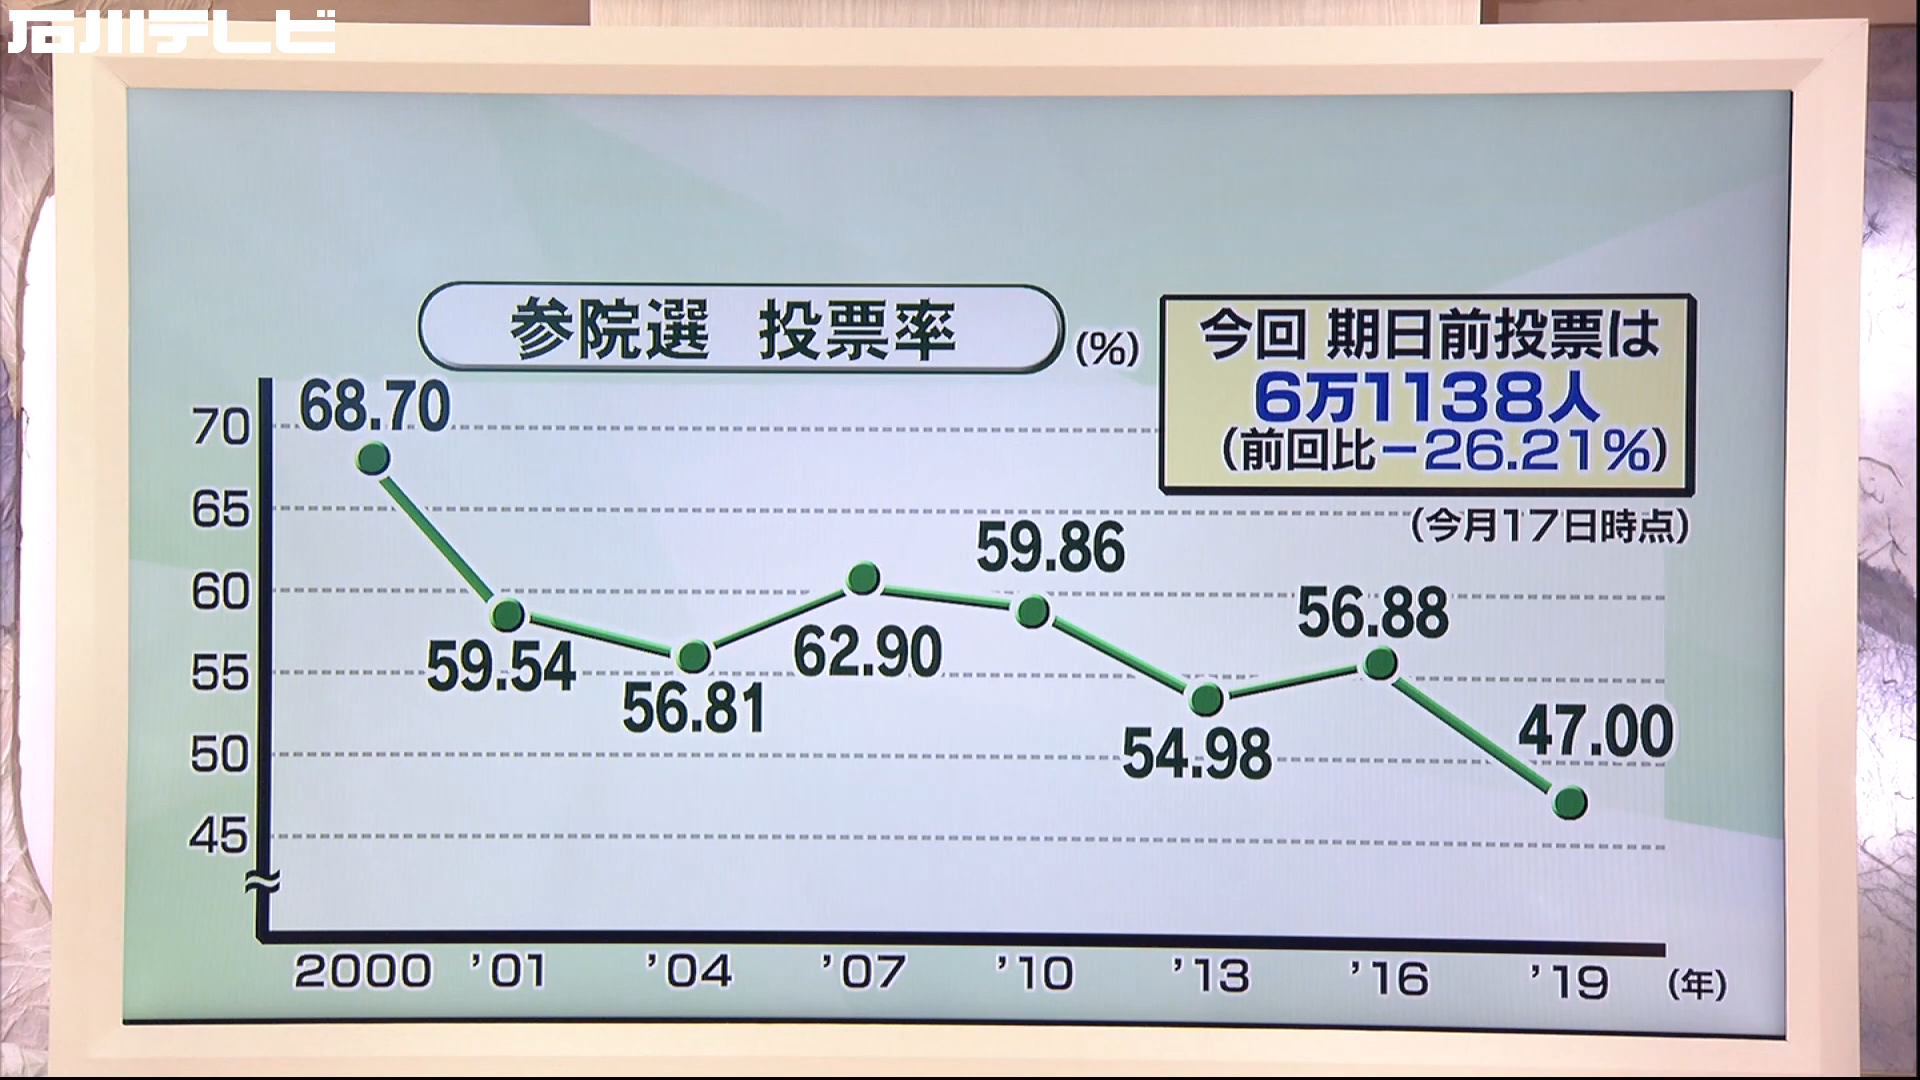 石川テレビ
参院選 投票率
(%)
今回 期日前投票は
6万1138人
(前回比-26.21%)
(今月17日時点)
70
65
60
55
50
45
68.70
59.54
56.81
62.90
59.86
54.98
56.88
47.00
2000 '01 '04 '07 '10 '13 '16 '19 (年)